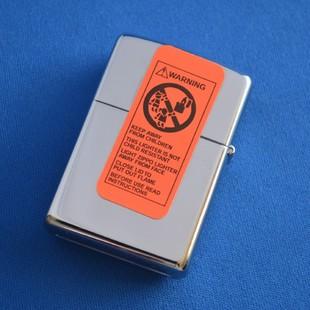 WARNING
KEEP AWAY
FROM CHILDREN
THIS LIGHTER IS NOT
CHILD RESISTANT
LIGHT ZIPPO LIGHTER
AWAY FROM FACE
CLOSE LID TO
PUT OUT FLAME
BEFORE USE READ
INSTRUCTIONS